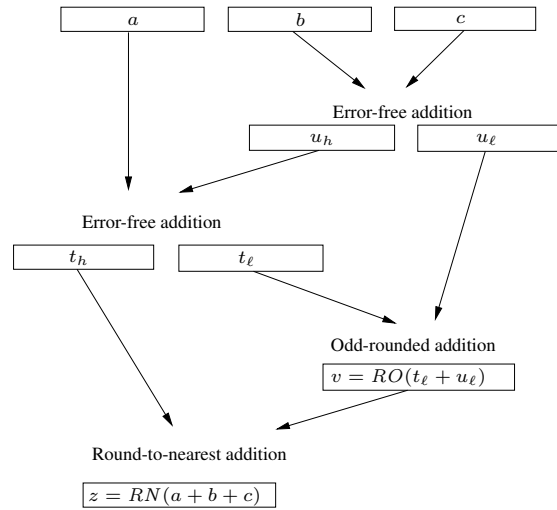 a b c
Error-free addition
u_h u_ℓ
Error-free addition
t_h t_ℓ
Odd-rounded addition
v = RO(t_ℓ + u_ℓ)
Round-to-nearest addition
z = RN(a + b + c)